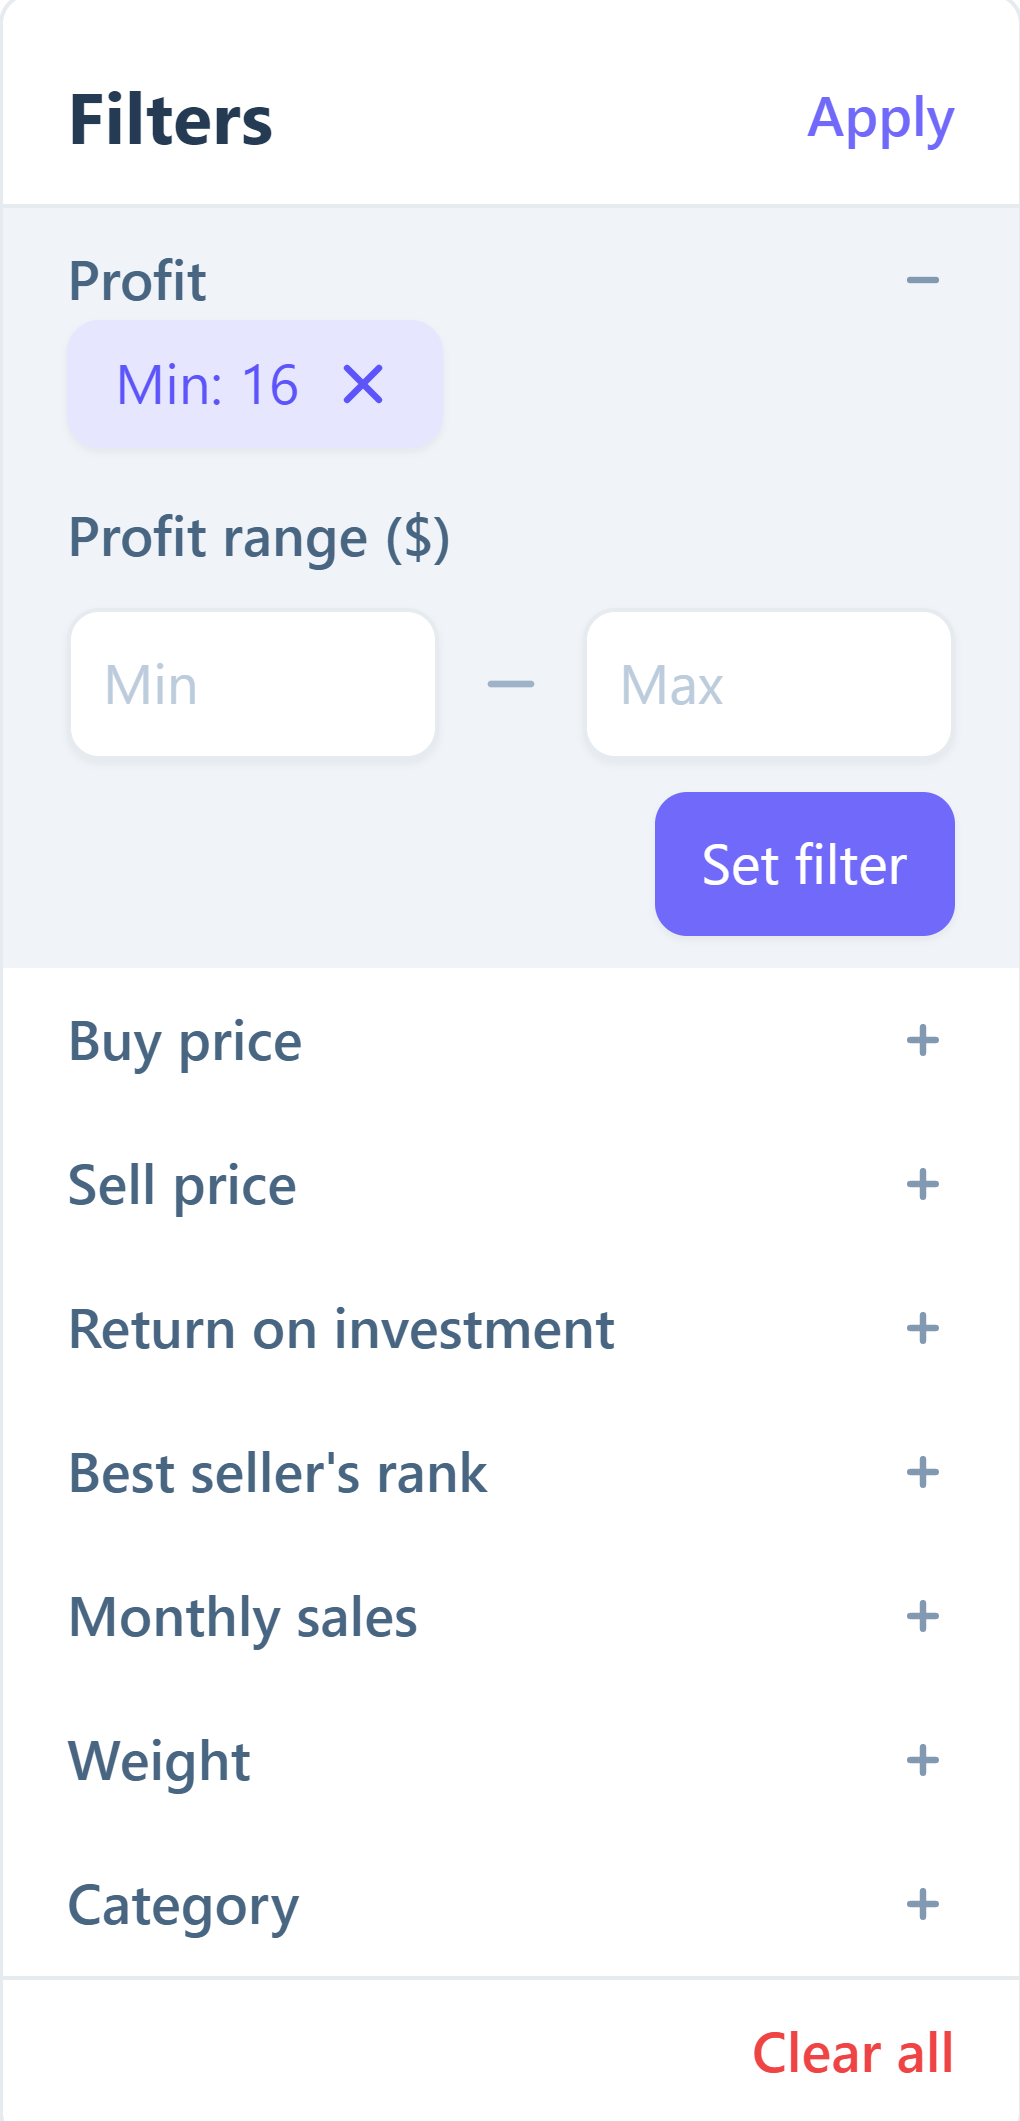 Filters
Apply
Profit
Min: 16
Profit range ($)
Min
Max
Set filter
Buy price
Sell price
Return on investment
Best seller's rank
Monthly sales
Weight
Category
Clear all